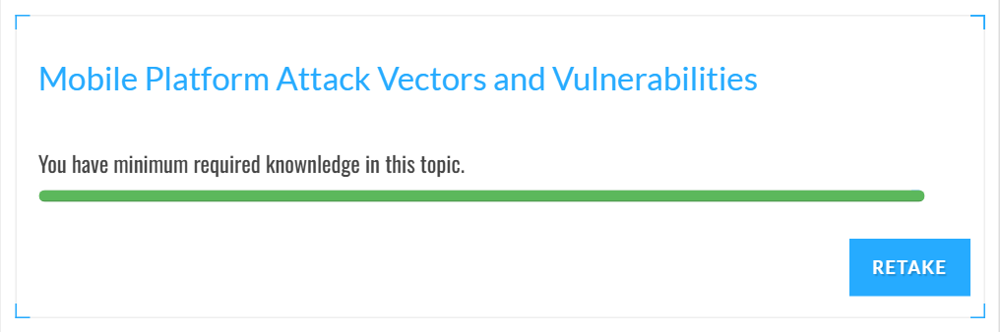 Mobile Platform Attack Vectors and Vulnerabilities
You have minimum required knownledge in this topic.
RETAKE